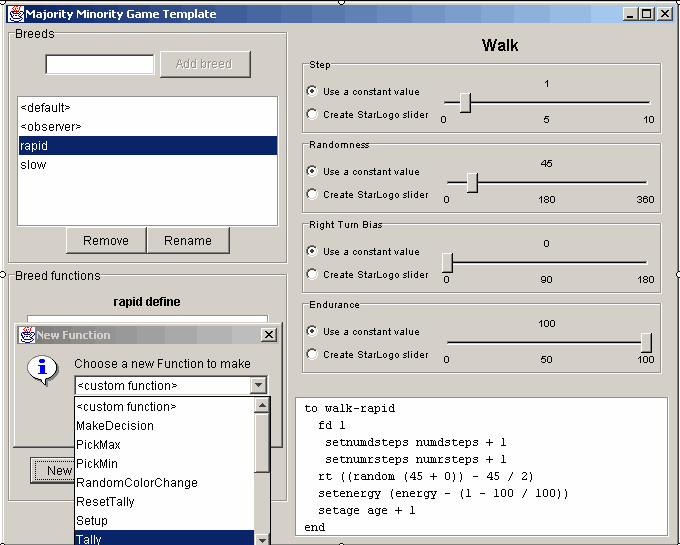 Majority Minority Game Template
Breeds
Add breed
<default>
<observer>
rapid
slow
Remove
Rename
Breed functions
rapid define
New Function
Choose a new Function to make
<custom function>
<custom function>
MakeDecision
PickMax
PickMin
RandomColorChange
ResetTally
Setup
Tally
New
Walk
Step
Use a constant value
Create StarLogo slider
1
0 5 10
Randomness
Use a constant value
Create StarLogo slider
45
0 180 360
Right Turn Bias
Use a constant value
Create StarLogo slider
0
0 90 180
Endurance
Use a constant value
Create StarLogo slider
100
0 50 100
to walk-rapid
fd 1
setnumdsteps numdsteps + 1
setnumrsteps numrsteps + 1
rt ((random (45 + 0)) - 45 / 2)
setenergy (energy - (1 - 100 / 100))
setage age + 1
end